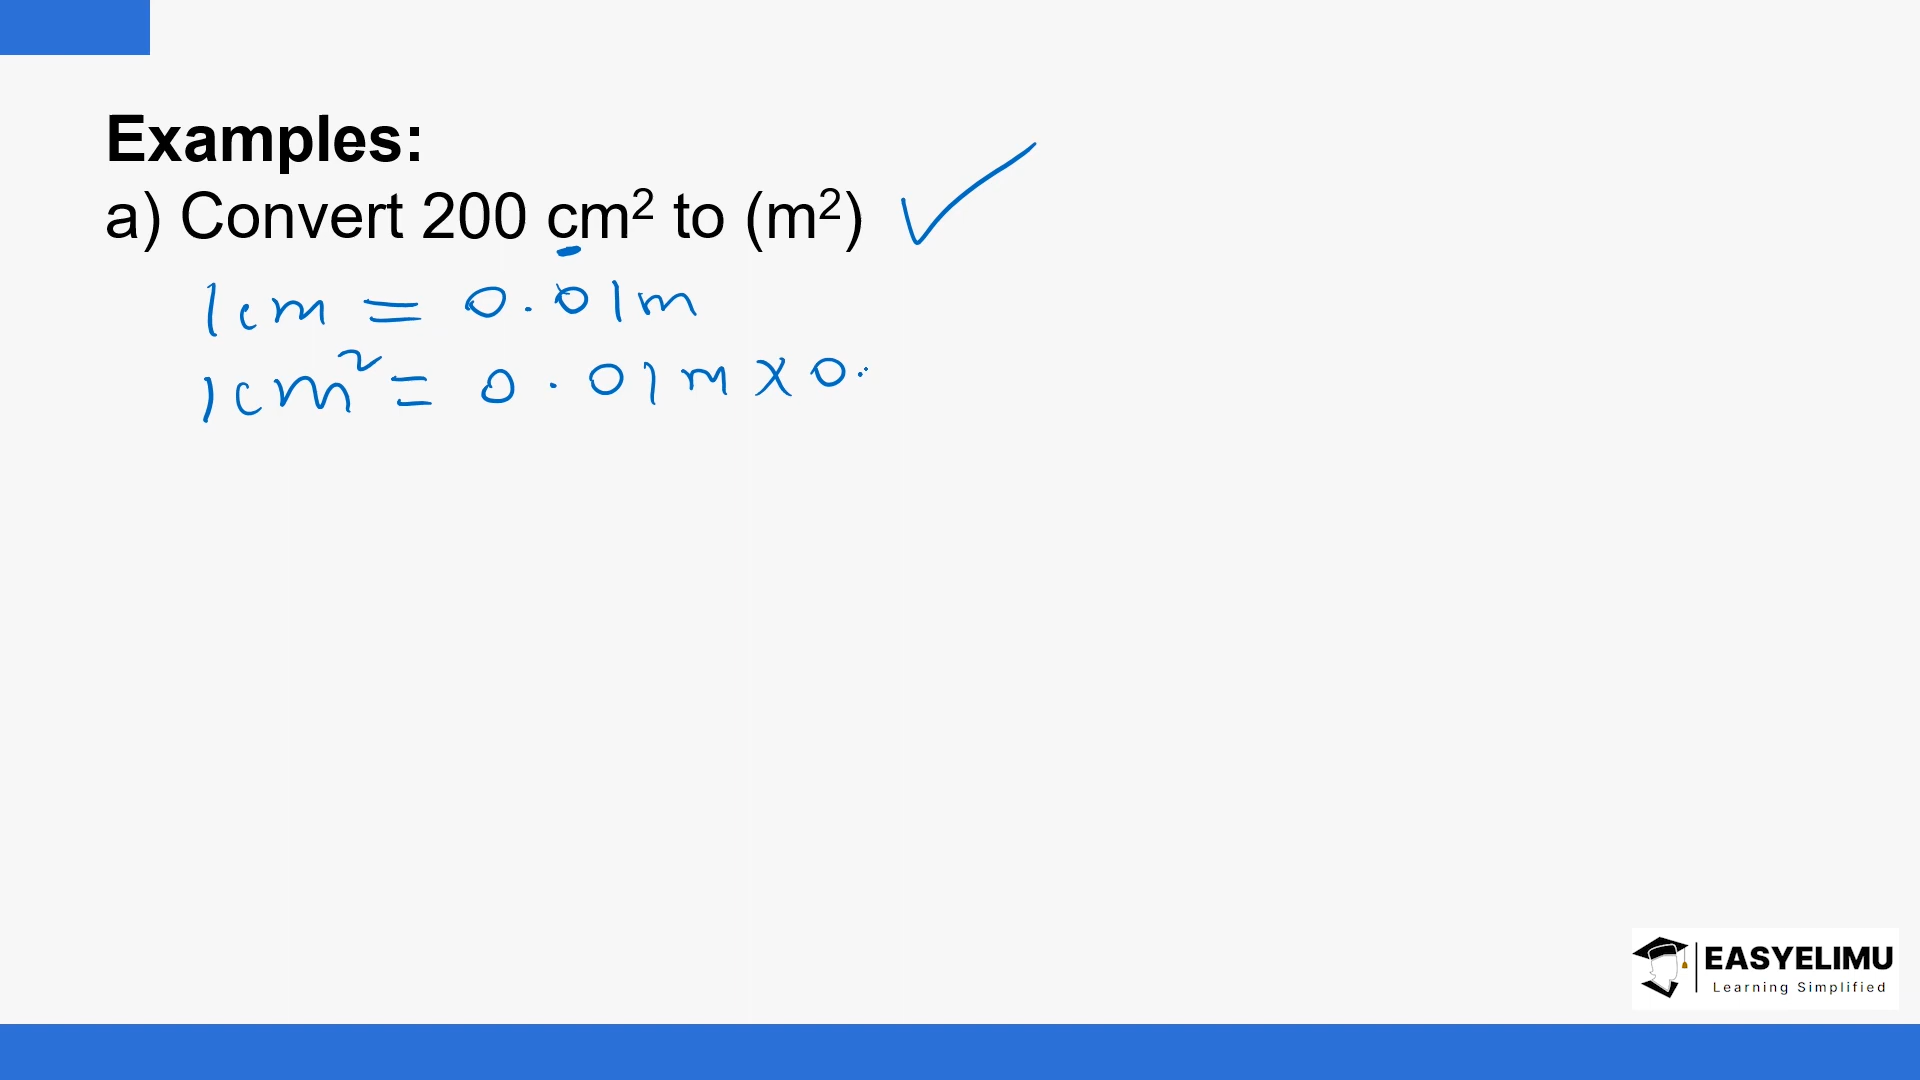 Examples:
a) Convert 200 cm² to (m²)
1cm = 0.01m
1cm² = 0.01m x 0.
EASYELIMU
Learning Simplified